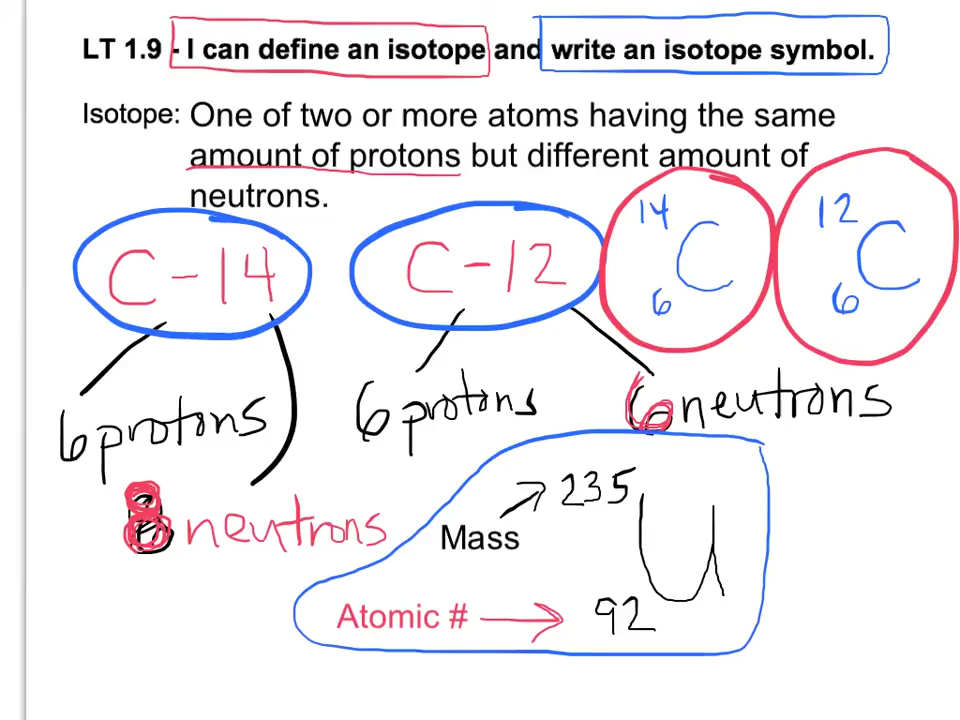 LT 1.9 - I can define an isotope and write an isotope symbol.
Isotope: One of two or more atoms having the same
amount of protons but different amount of
neutrons.
C-14
C-12
14
6
C
12
6
C
6 protons
8 neutrons
6 protons
6 neutrons
Mass → 235
U
Atomic # → 92